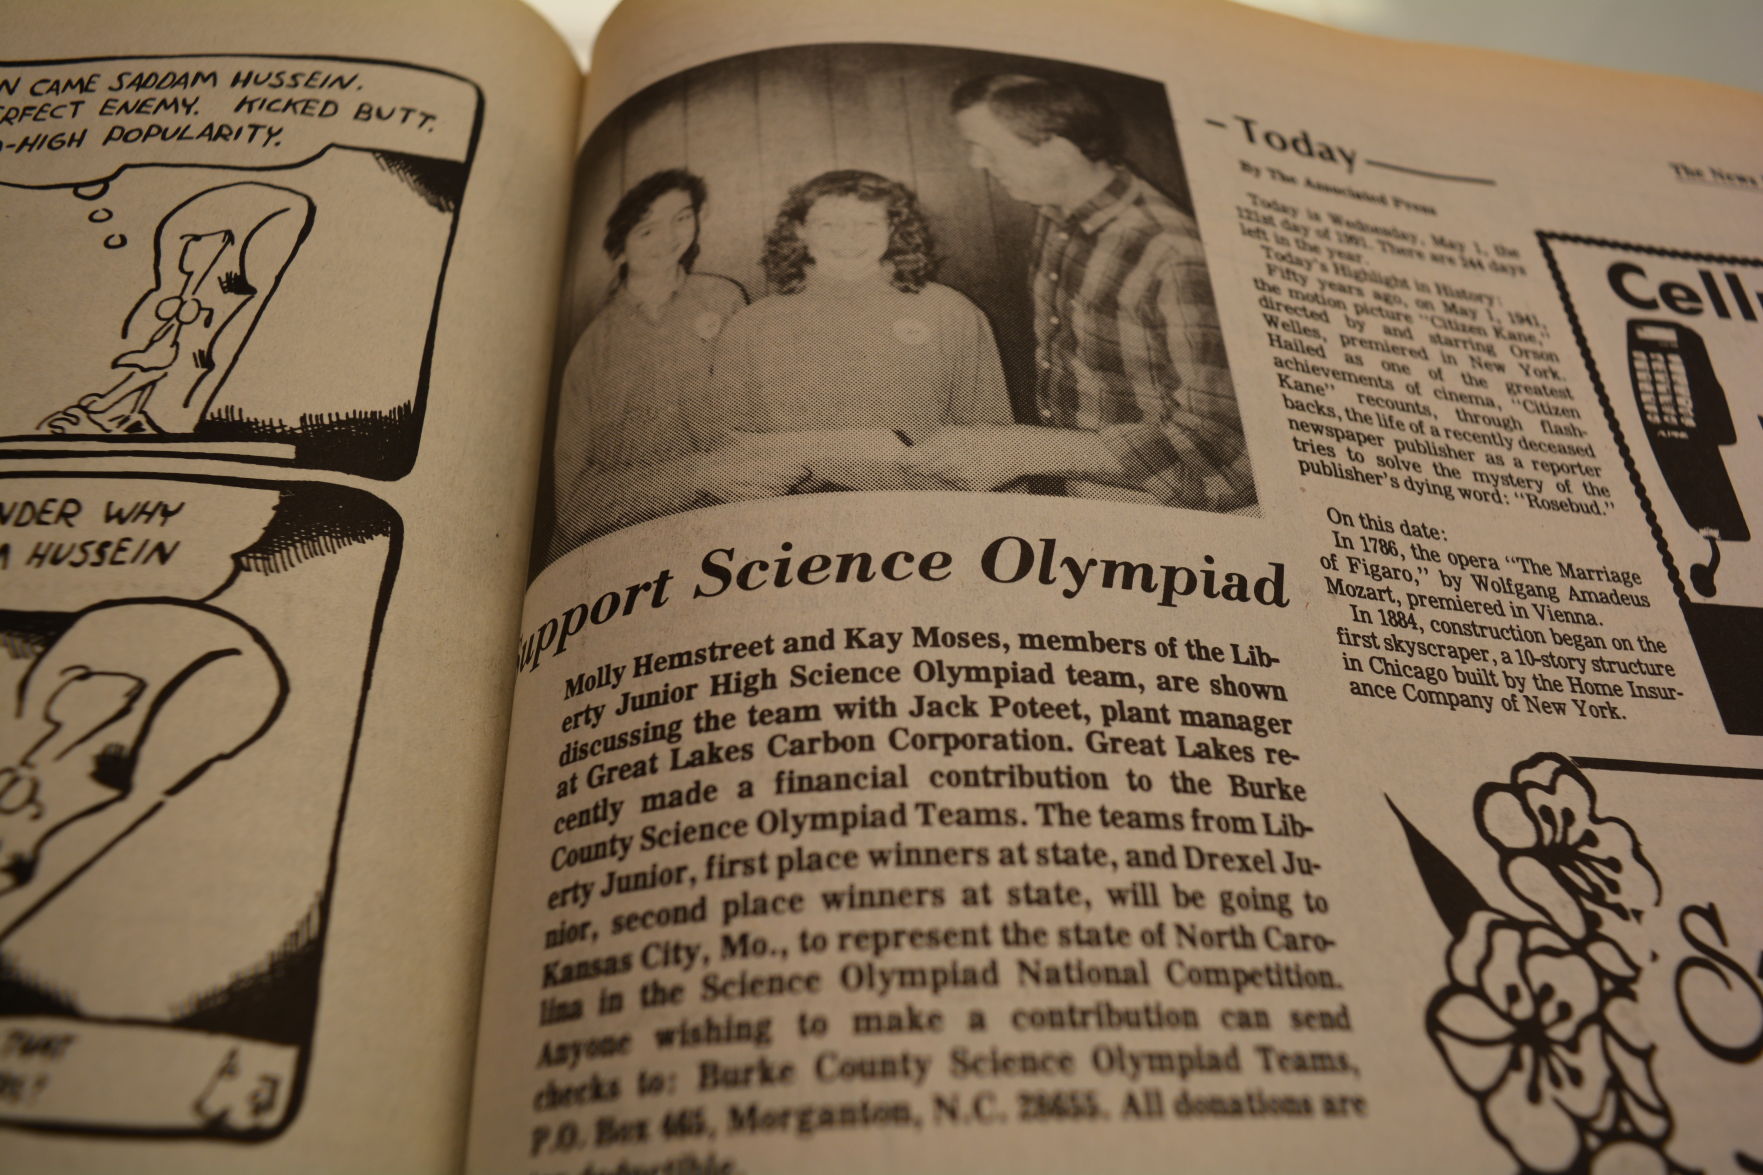 N CAME SADDAM HUSSEIN.
RFECT ENEMY. KICKED BUTT.
-HIGH POPULARITY.
NDER WHY
HUSSEIN
THAT
Support Science Olympiad
Molly Hemstreet and Kay Moses, members of the Lib-
erty Junior High Science Olympiad team, are shown
discussing the team with Jack Poteet, plant manager
at Great Lakes Carbon Corporation. Great Lakes re-
cently made a financial contribution to the Burke
County Science Olympiad Teams. The teams from Lib-
erty Junior, first place winners at state, and Drexel Ju-
nior, second place winners at state, will be going to
Kansas City, Mo., to represent the state of North Caro-
lina in the Science Olympiad National Competition.
Anyone wishing to make a contribution can send
checks to: Burke County Science Olympiad Teams,
P.O. Box 465, Morganton, N.C. 28655. All donations are
deductible.
-Today
By The Associated Press
Today is Wednesday, May 1, the
121st day of 1991. There are 244 days
left in the year.
Today's Highlight in History:
Fifty years ago, on May 1, 1941,
the motion picture "Citizen Kane,"
directed by and starring Orson
Welles, premiered in New York.
Hailed as one of the greatest
achievements of cinema, "Citizen
Kane" recounts, through flash-
backs, the life of a recently deceased
newspaper publisher as a reporter
tries to solve the mystery of the
publisher's dying word: "Rosebud."
On this date:
In 1786, the opera "The Marriage
of Figaro," by Wolfgang Amadeus
Mozart, premiered in Vienna.
In 1884, construction began on the
first skyscraper, a 10-story structure
in Chicago built by the Home Insur-
ance Company of New York.
The News
Cell
S